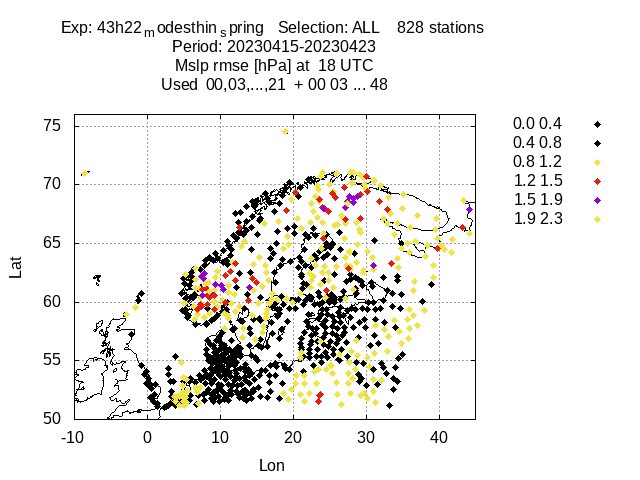 Exp: 43h22modesthinspring Selection: ALL 828 stations
Period: 20230415-20230423
Mslp rmse [hPa] at 18 UTC
Used 00,03,...,21 + 00 03 ... 48
75
70
65
60
55
50
Lat
-10 0 10 20 30 40
Lon
0.0 0.4
0.4 0.8
0.8 1.2
1.2 1.5
1.5 1.9
1.9 2.3